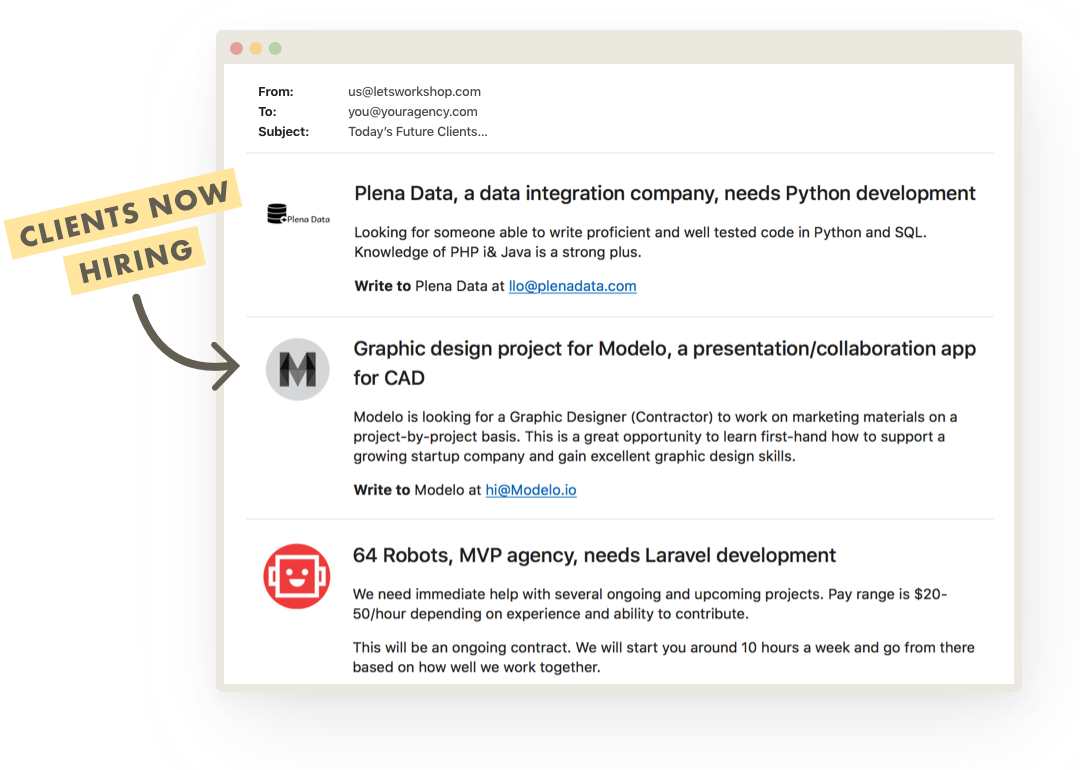 CLIENTS NOW
HIRING
From: us@letsworkshop.com
To: you@youragency.com
Subject: Today's Future Clients...
Plena Data
Plena Data, a data integration company, needs Python development
Looking for someone able to write proficient and well tested code in Python and SQL.
Knowledge of PHP i& Java is a strong plus.
Write to Plena Data at llo@plenadata.com
M
Graphic design project for Modelo, a presentation/collaboration app
for CAD
Modelo is looking for a Graphic Designer (Contractor) to work on marketing materials on a
project-by-project basis. This is a great opportunity to learn first-hand how to support a
growing startup company and gain excellent graphic design skills.
Write to Modelo at hi@Modelo.io
64 Robots, MVP agency, needs Laravel development
We need immediate help with several ongoing and upcoming projects. Pay range is $20-
50/hour depending on experience and ability to contribute.
This will be an ongoing contract. We will start you around 10 hours a week and go from there
based on how well we work together.